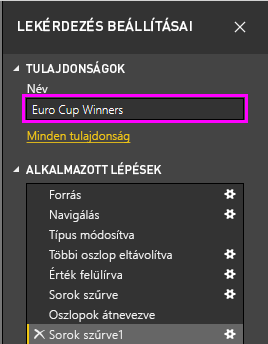 LEKÉRDEZÉS BEÁLLÍTÁSAI
TULAJDONSÁGOK
Név
Euro Cup Winners
Minden tulajdonság
ALKALMAZOTT LÉPÉSEK
Forrás
Navigálás
Típus módosítva
Többi oszlop eltávolítva
Érték felülírva
Sorok szűrve
Oszlopok átnevezve
Sorok szűrve1